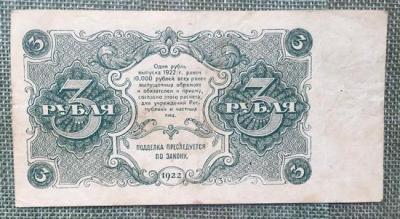 3 3
Один рубль
выпуска 1922 г. равен
10.000 рублей всех ранее
выпущенных образцов
и обязателен к приему,
согласно этого расчета,
для учреждений Рес-
публики и частных
лиц.
3 РУБЛЯ 3 РУБЛЯ
ПОДДЕЛКА ПРЕСЛЕДУЕТСЯ
ПО ЗАКОНУ.
3 1922 3